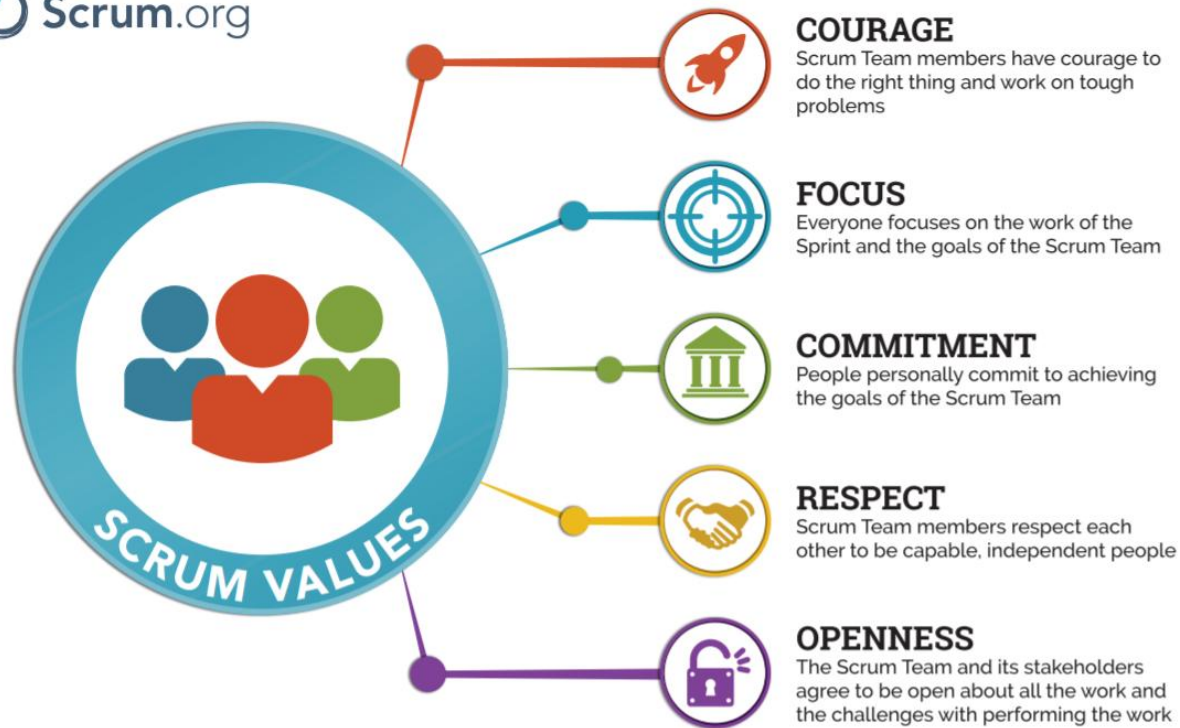 Scrum.org
COURAGE
Scrum Team members have courage to
do the right thing and work on tough
problems
FOCUS
Everyone focuses on the work of the
Sprint and the goals of the Scrum Team
COMMITMENT
People personally commit to achieving
the goals of the Scrum Team
RESPECT
Scrum Team members respect each
other to be capable, independent people
OPENNESS
The Scrum Team and its stakeholders
agree to be open about all the work and
the challenges with performing the work
SCRUM VALUES